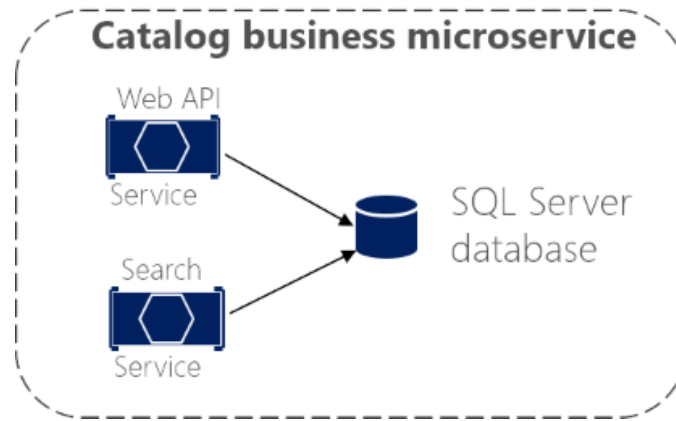 Catalog business microservice
Web API
Service
SQL Server
database
Search
Service